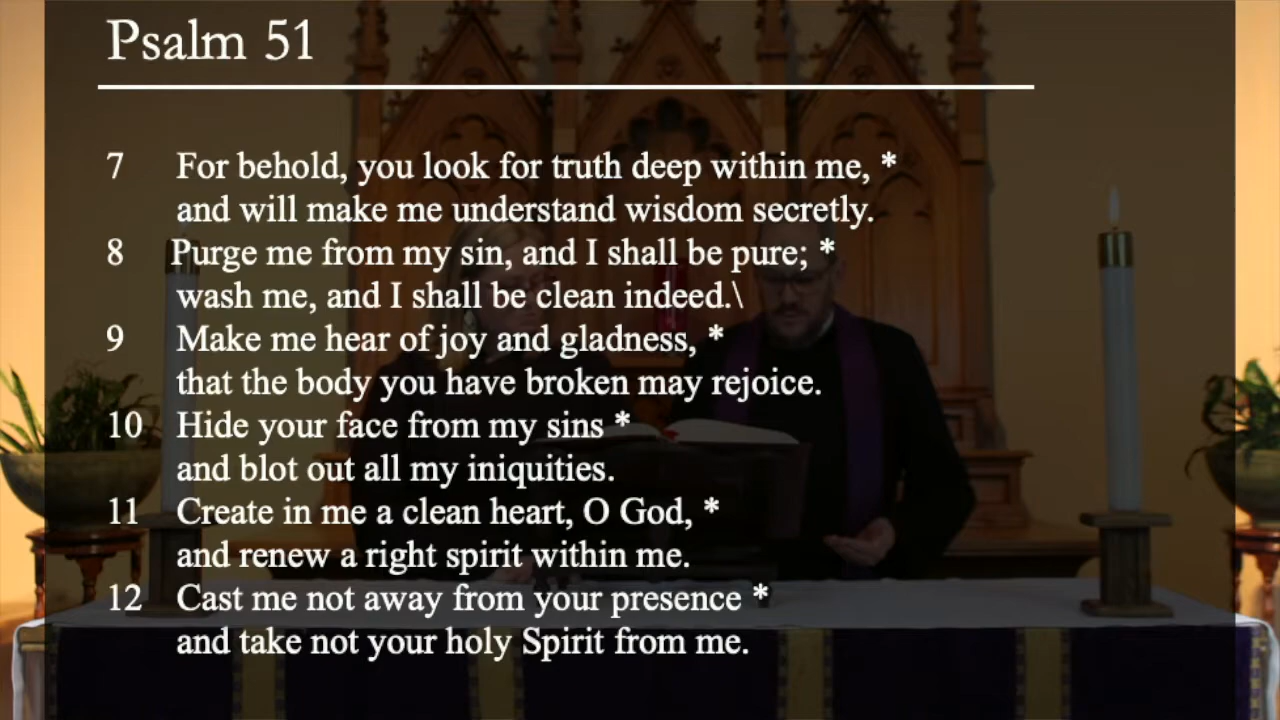 Psalm 51
7 For behold, you look for truth deep within me, *
and will make me understand wisdom secretly.
8 Purge me from my sin, and I shall be pure; *
wash me, and I shall be clean indeed.\
9 Make me hear of joy and gladness, *
that the body you have broken may rejoice.
10 Hide your face from my sins *
and blot out all my iniquities.
11 Create in me a clean heart, O God, *
and renew a right spirit within me.
12 Cast me not away from your presence *
and take not your holy Spirit from me.